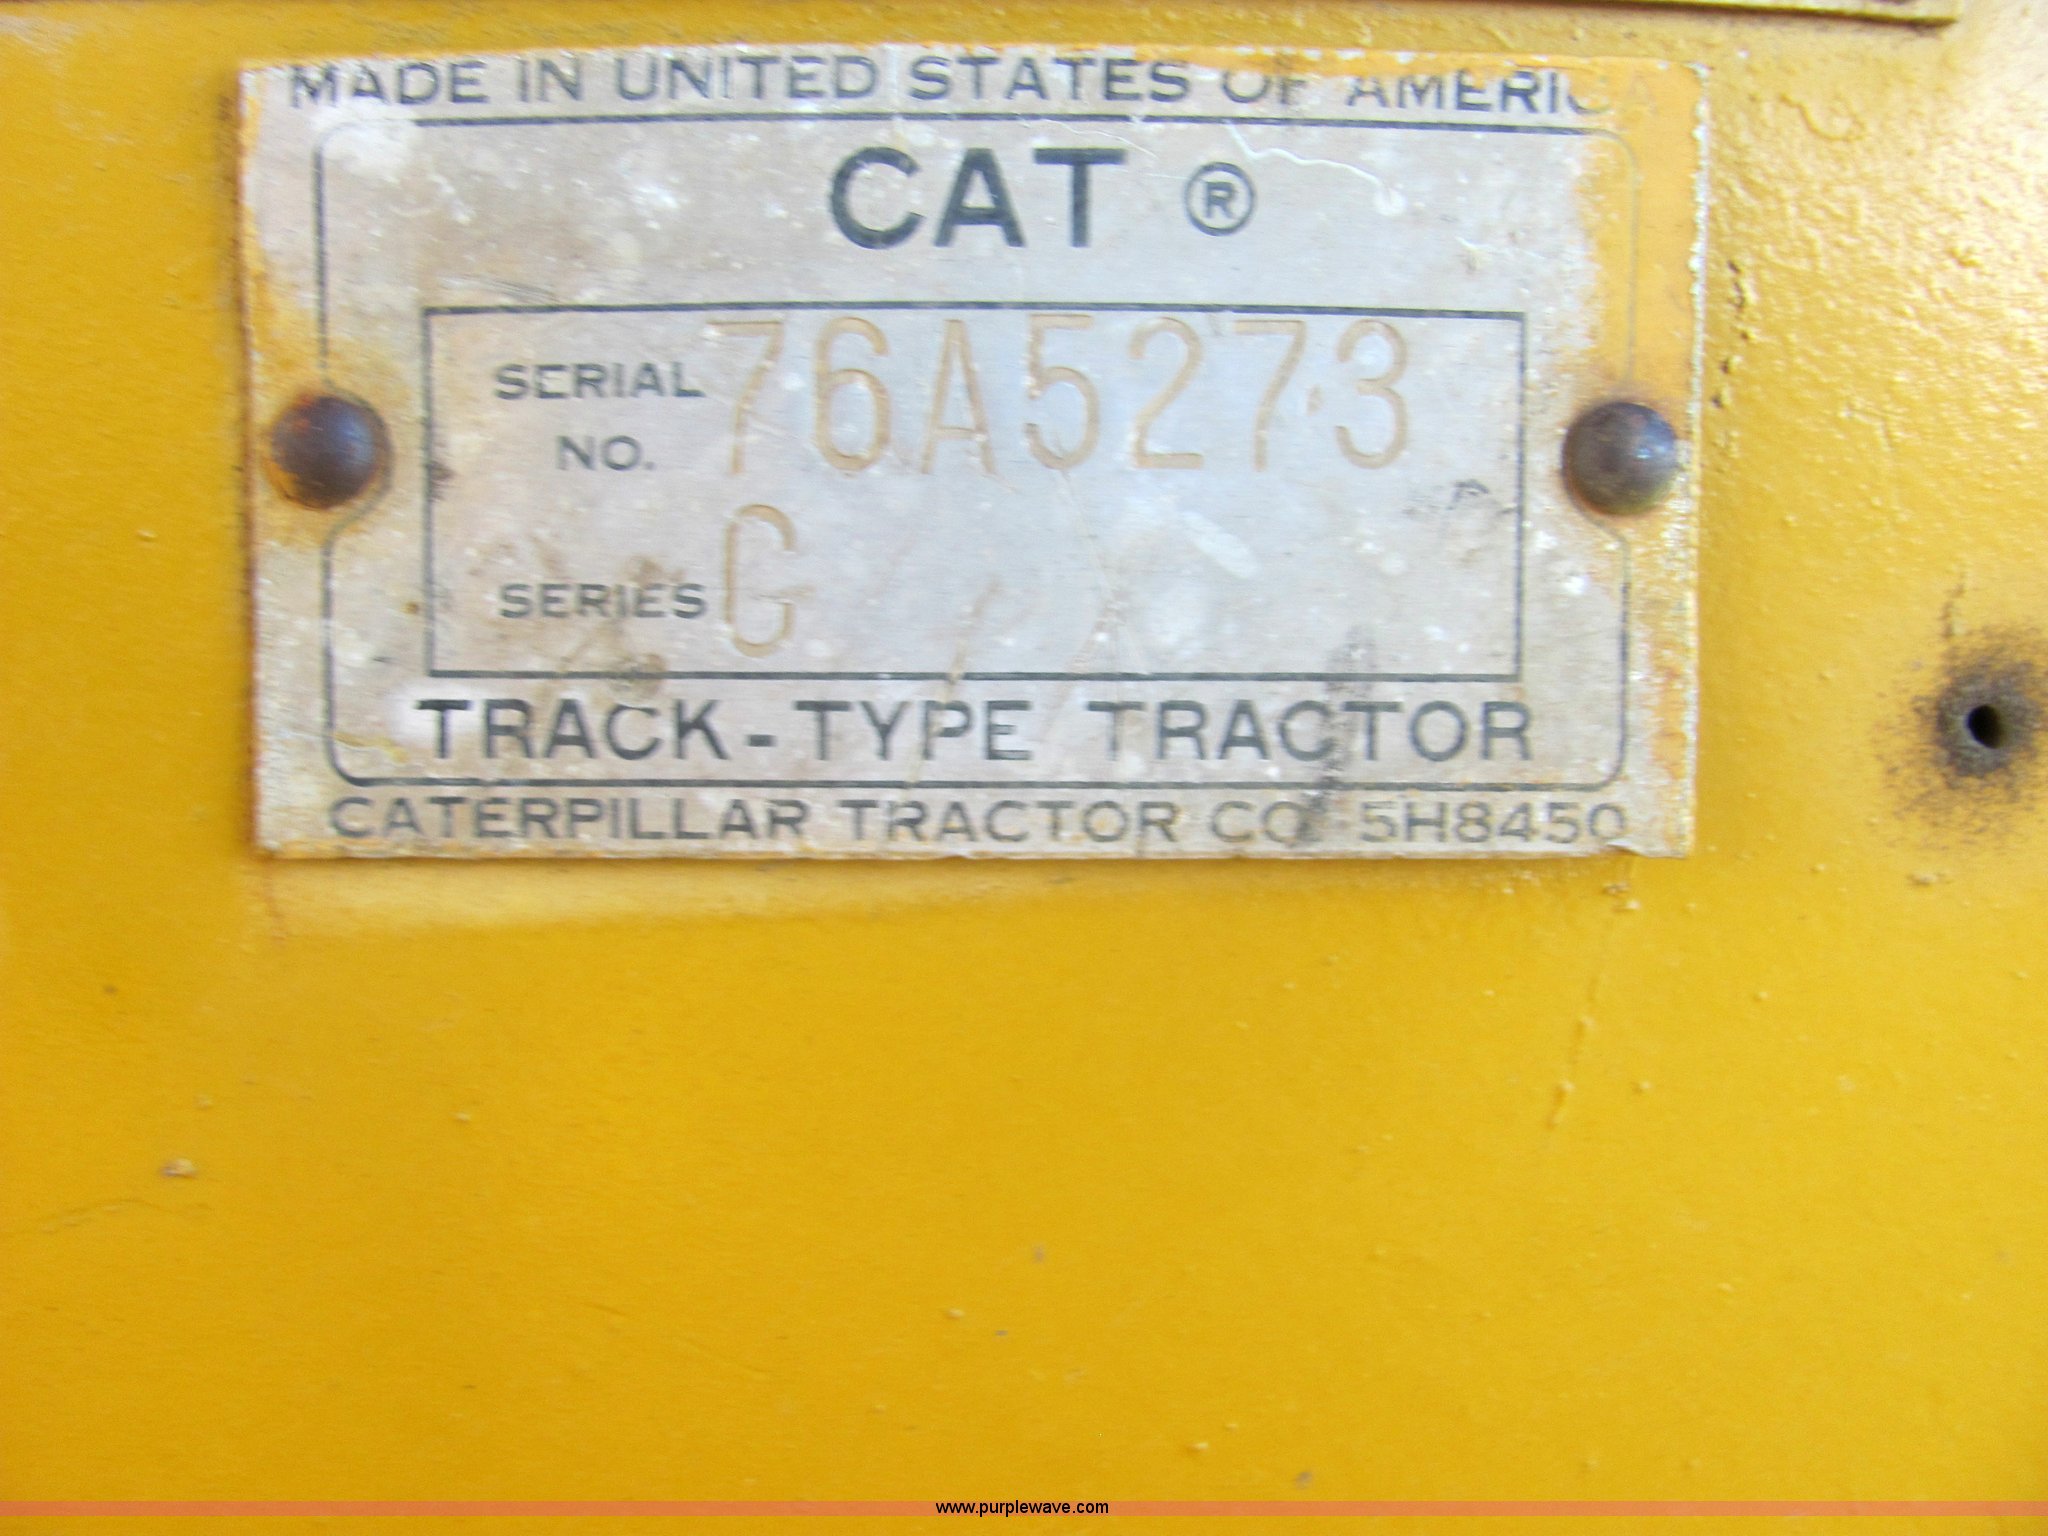 MADE IN UNITED STATES OF AMERICA
CAT ®
SERIAL NO. 76A5273
SERIES C
TRACK-TYPE TRACTOR
CATERPILLAR TRACTOR CO. 5H8450
www.purplewave.com